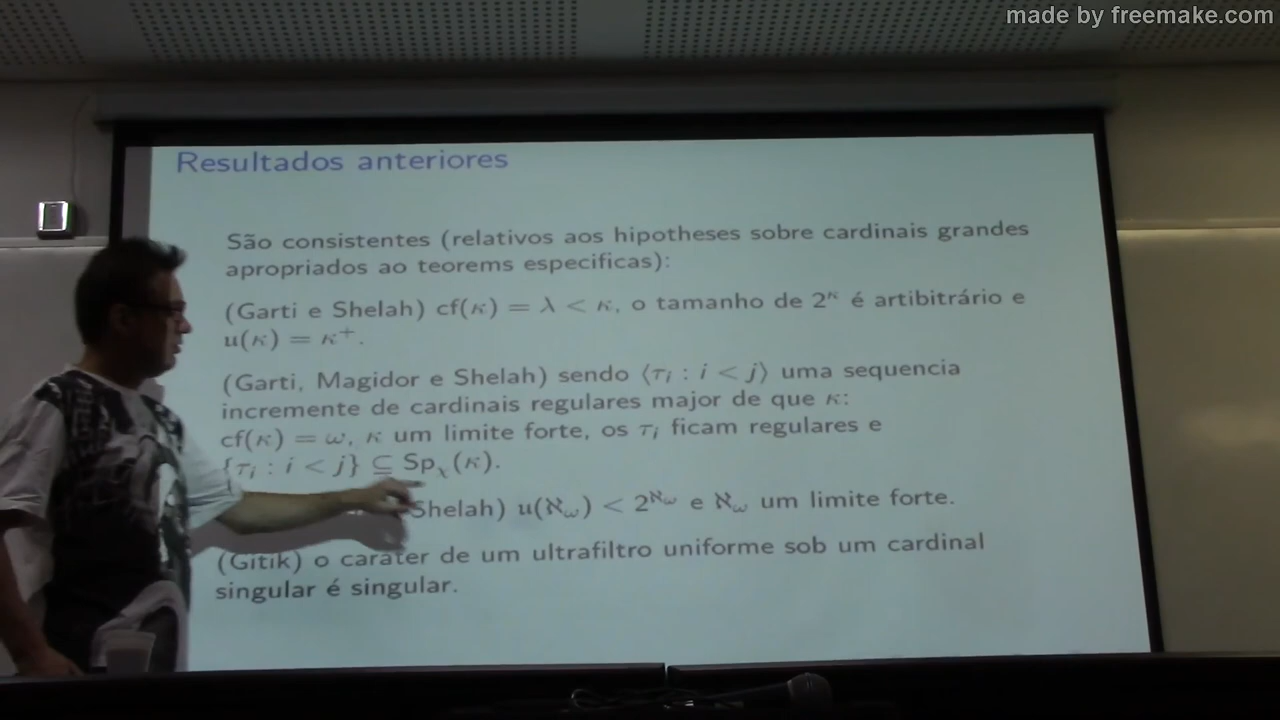 made by freemake.com
Resultados anteriores
São consistentes (relativos aos hipotheses sobre cardinais grandes
apropriados ao teorems especificas):
(Garti e Shelah) cf(κ) = λ < κ, o tamanho de 2^κ é artibitrário e
u(κ) = κ⁺.
(Garti, Magidor e Shelah) sendo ⟨τᵢ : i < j⟩ uma sequencia
incremente de cardinais regulares major de que κ:
cf(κ) = ω, κ um limite forte, os τᵢ ficam regulares e
{τᵢ : i < j} ⊆ Sp_χ(κ).
Shelah) u(ℵ_ω) < 2^ℵ_ω e ℵ_ω um limite forte.
(Gitik) o caráter de um ultrafiltro uniforme sob um cardinal
singular é singular.